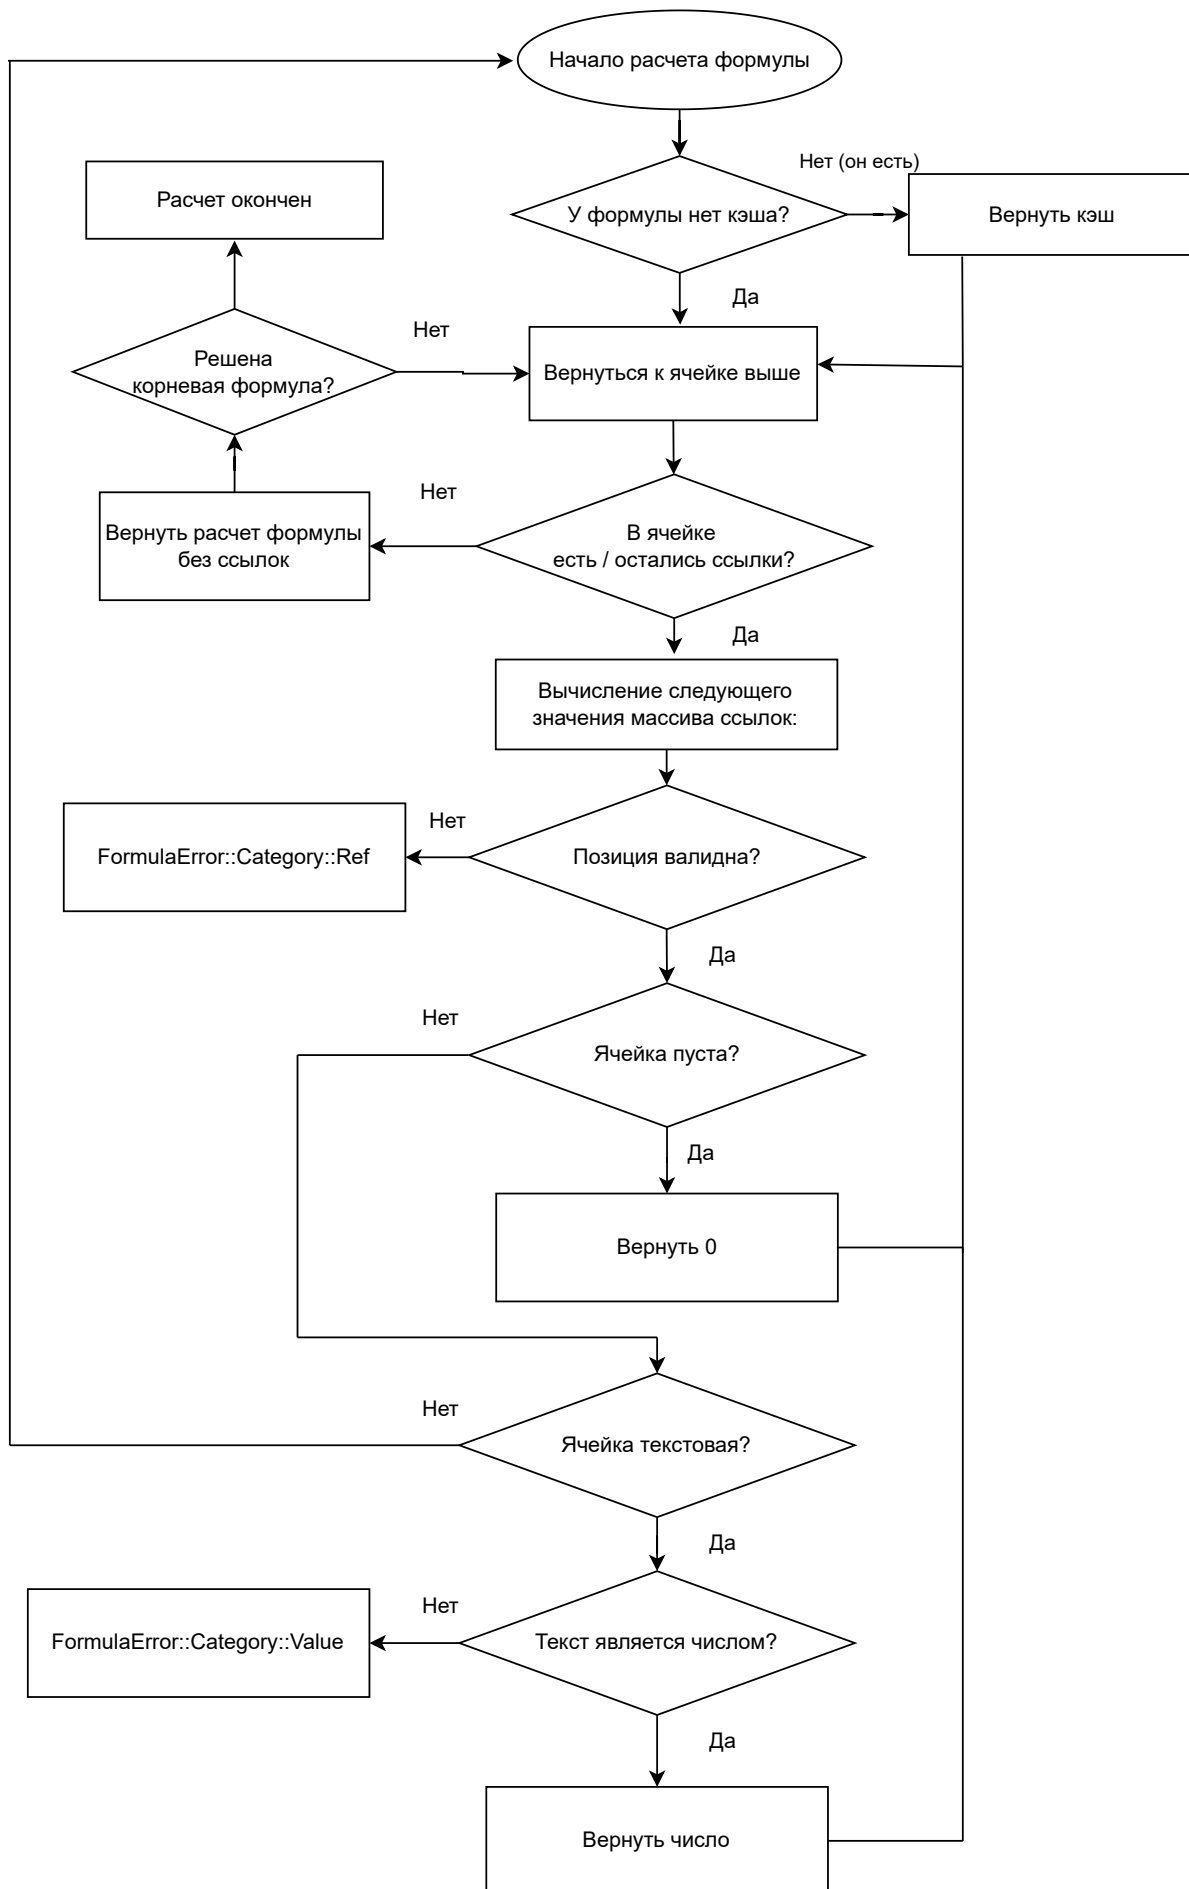 Начало расчета формулы
Нет (он есть)
Расчет окончен
У формулы нет кэша?
Вернуть кэш
Да
Нет
Решена
корневая формула?
Вернуться к ячейке выше
Нет
Вернуть расчет формулы
без ссылок
В ячейке
есть / остались ссылки?
Да
Вычисление следующего
значения массива ссылок:
Нет
FormulaError::Category::Ref
Позиция валидна?
Да
Нет
Ячейка пуста?
Да
Вернуть 0
Нет
Ячейка текстовая?
Да
Нет
FormulaError::Category::Value
Текст является числом?
Да
Вернуть число